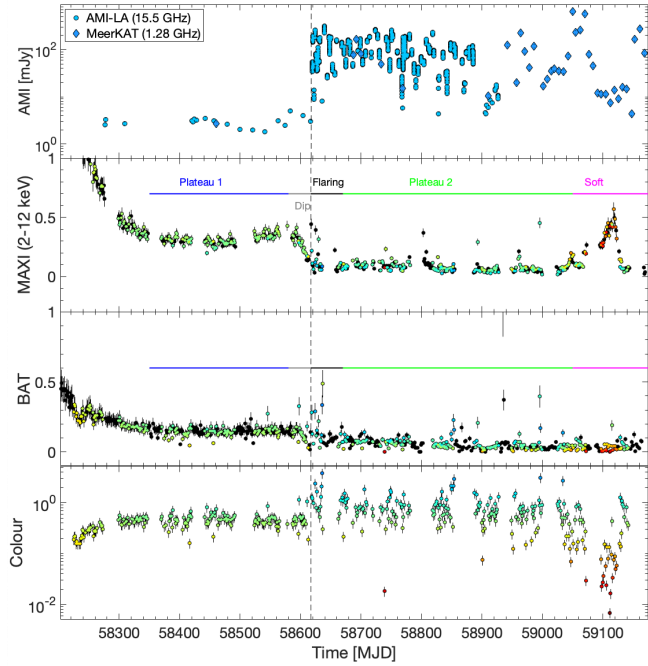 AMI-LA (15.5 GHz)
MeerKAT (1.28 GHz)
AMI [mJy]
10²
10¹
10⁰
1
Plateau 1
Flaring
Plateau 2
Soft
Dip
MAXI (2-12 keV)
0.5
0
1
BAT
0.5
0
Colour
10⁰
10⁻²
58300 58400 58500 58600 58700 58800 58900 59000 59100
Time [MJD]